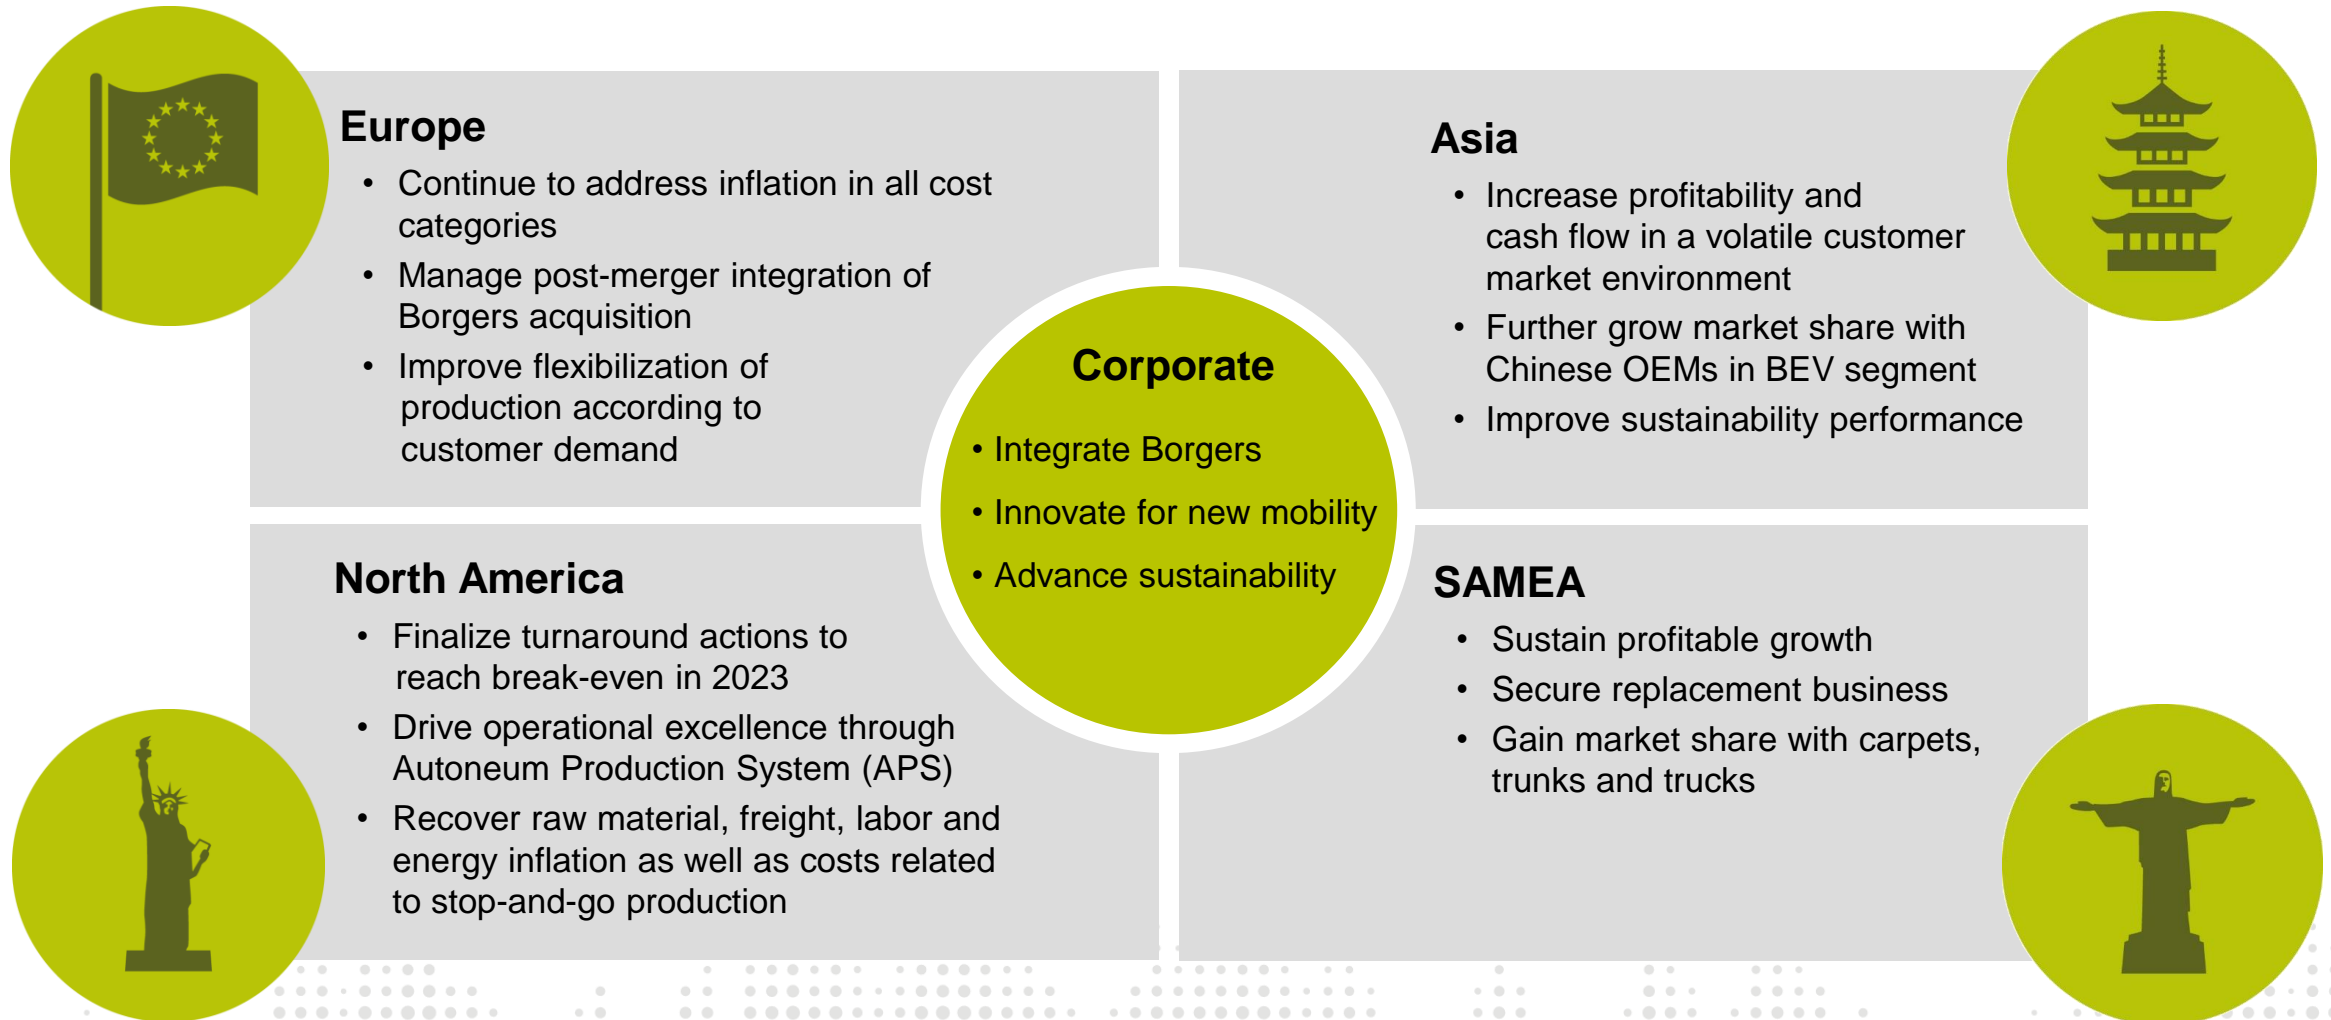 Europe
• Continue to address inflation in all cost
categories
• Manage post-merger integration of
Borgers acquisition
• Improve flexibilization of
production according to
customer demand
Asia
• Increase profitability and
cash flow in a volatile customer
market environment
• Further grow market share with
Chinese OEMs in BEV segment
• Improve sustainability performance
Corporate
• Integrate Borgers
• Innovate for new mobility
• Advance sustainability
North America
• Finalize turnaround actions to
reach break-even in 2023
• Drive operational excellence through
Autoneum Production System (APS)
• Recover raw material, freight, labor and
energy inflation as well as costs related
to stop-and-go production
SAMEA
• Sustain profitable growth
• Secure replacement business
• Gain market share with carpets,
trunks and trucks